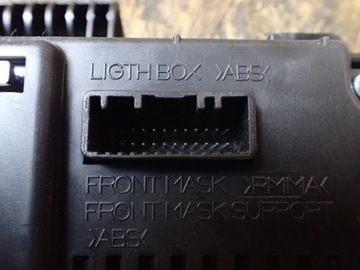 LIGTH BOX >ABS<
FRONT MASK >PMMA<
FRONT MASK SUPPORT
>ABS<